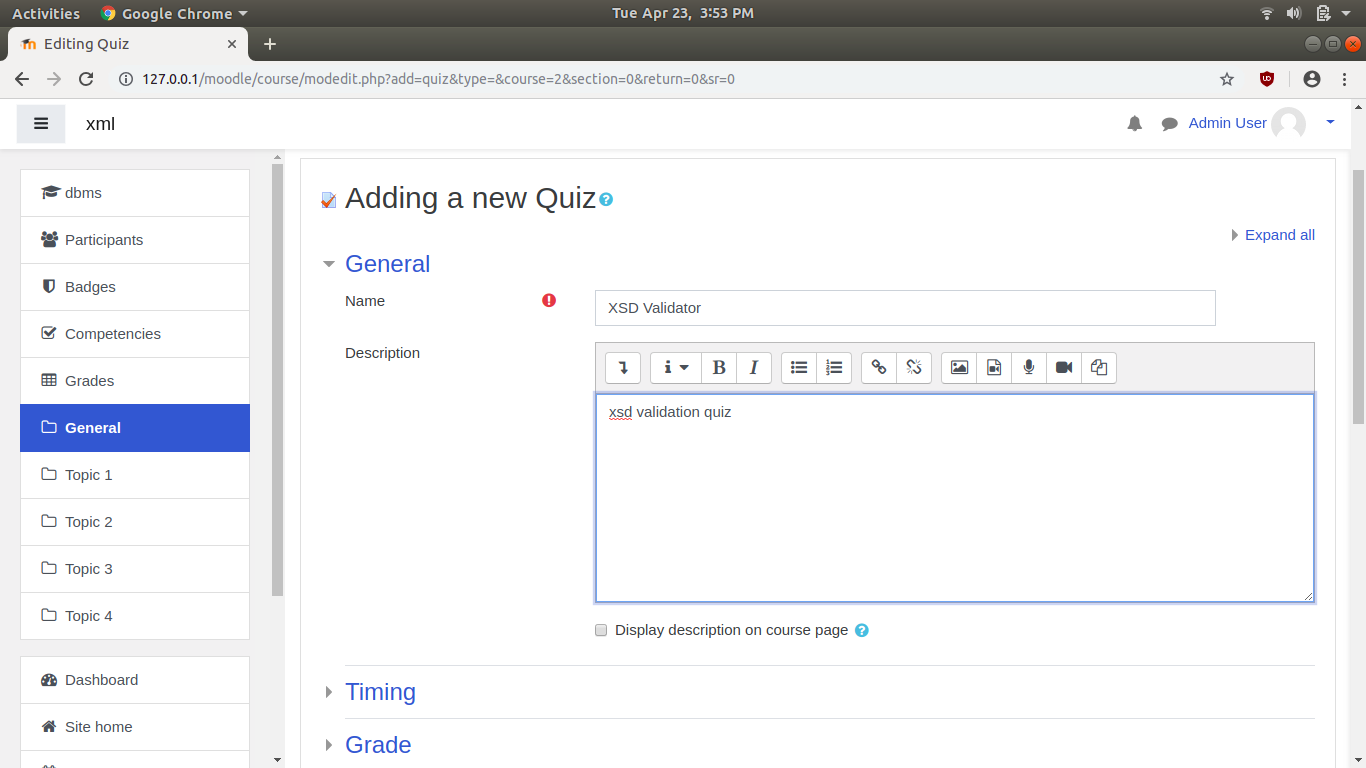 Activities Google Chrome Tue Apr 23, 3:53 PM
Editing Quiz
127.0.0.1/moodle/course/modedit.php?add=quiz&type=&course=2&section=0&return=0&sr=0
xml Admin User
dbms
Participants
Badges
Competencies
Grades
General
Topic 1
Topic 2
Topic 3
Topic 4
Dashboard
Site home
Adding a new Quiz
Expand all
General
Name XSD Validator
Description
B I
xsd validation quiz
Display description on course page
Timing
Grade